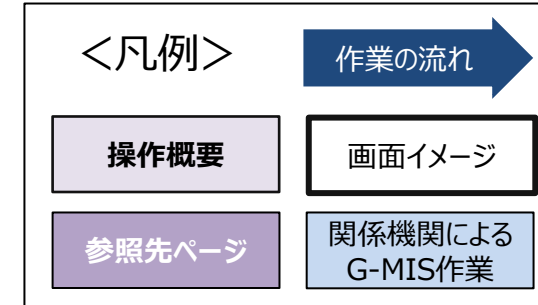 ＜凡例＞
作業の流れ
操作概要
画面イメージ
参照先ページ
関係機関による
G-MIS作業